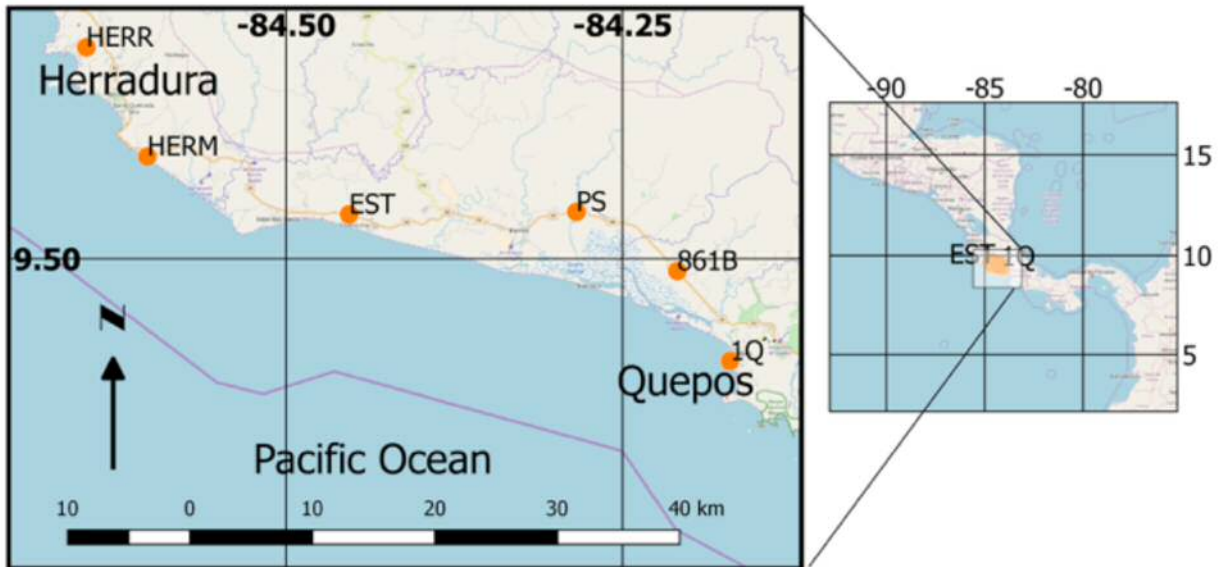 -84.50
-84.25
HERR
Herradura
HERM
EST
PS
861B
9.50
1Q
Quepos
N
Pacific Ocean
10 0 10 20 30 40 km
-90 -85 -80
15
EST 1Q
10
5